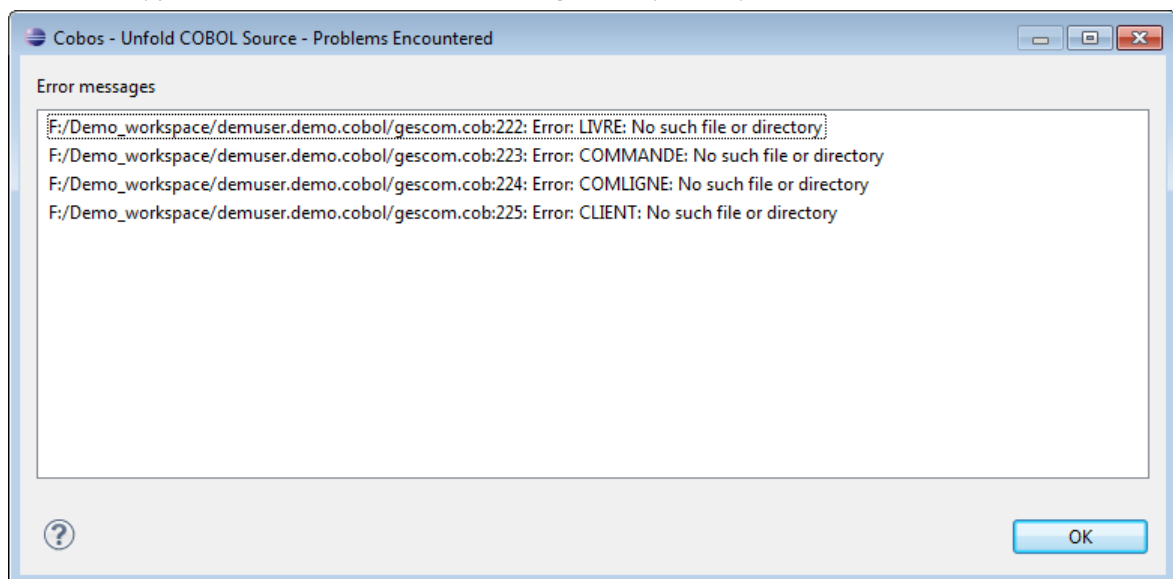 Cobos - Unfold COBOL Source - Problems Encountered
Error messages
F:/Demo_workspace/demuser.demo.cobol/gescom.cob:222: Error: LIVRE: No such file or directory
F:/Demo_workspace/demuser.demo.cobol/gescom.cob:223: Error: COMMANDE: No such file or directory
F:/Demo_workspace/demuser.demo.cobol/gescom.cob:224: Error: COMLIGNE: No such file or directory
F:/Demo_workspace/demuser.demo.cobol/gescom.cob:225: Error: CLIENT: No such file or directory
?
OK